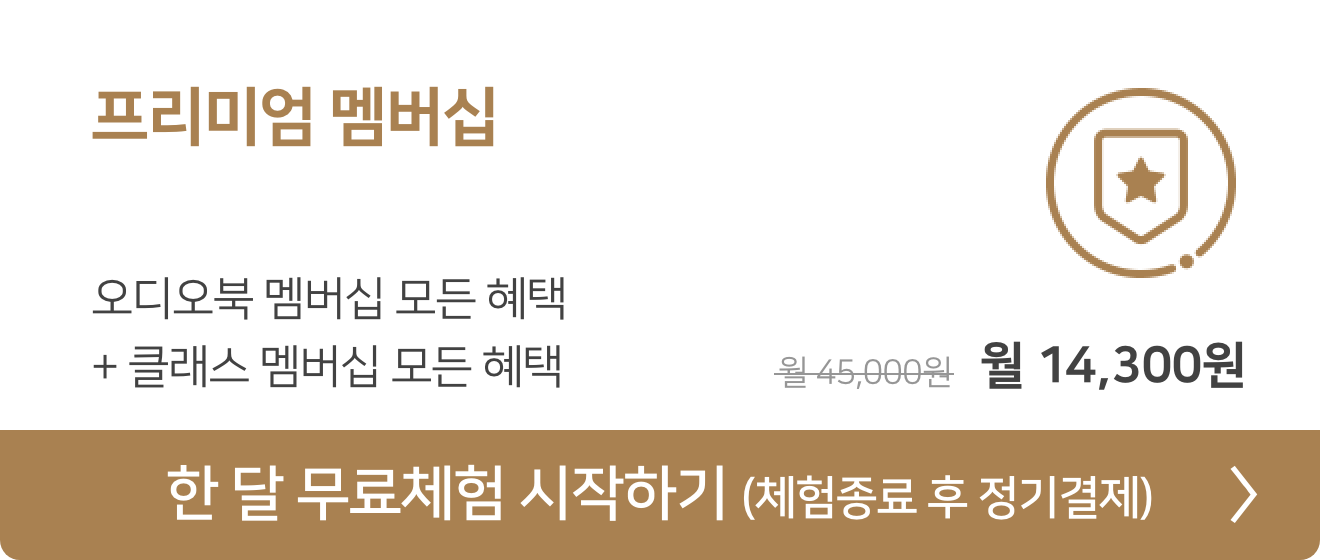 프리미엄 멤버십
오디오북 멤버십 모든 혜택
+ 클래스 멤버십 모든 혜택
월 45,000원 월 14,300원
한 달 무료체험 시작하기 (체험종료 후 정기결제)